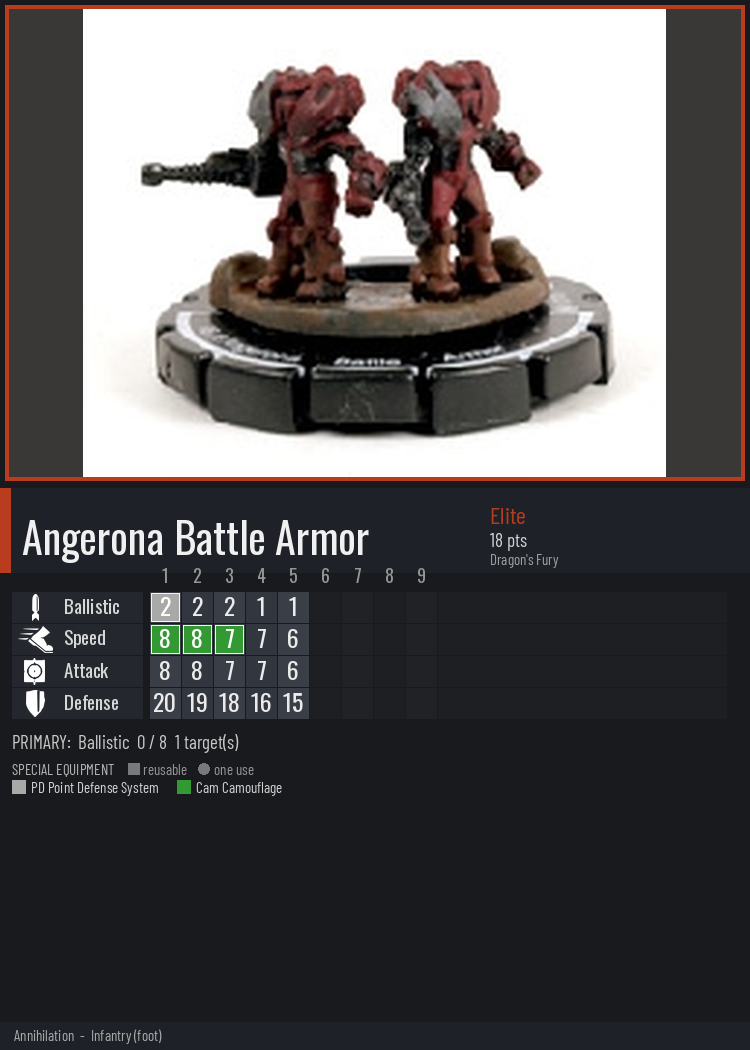 Battle Armor
Angerona Battle Armor
Elite
18 pts
Dragon's Fury
1 2 3 4 5 6 7 8 9
Ballistic 2 2 2 1 1
Speed 8 8 7 7 6
Attack 8 8 7 7 6
Defense 20 19 18 16 15
PRIMARY: Ballistic 0 / 8 1 target(s)
SPECIAL EQUIPMENT reusable one use
PD Point Defense System Cam Camouflage
Annihilation - Infantry (foot)